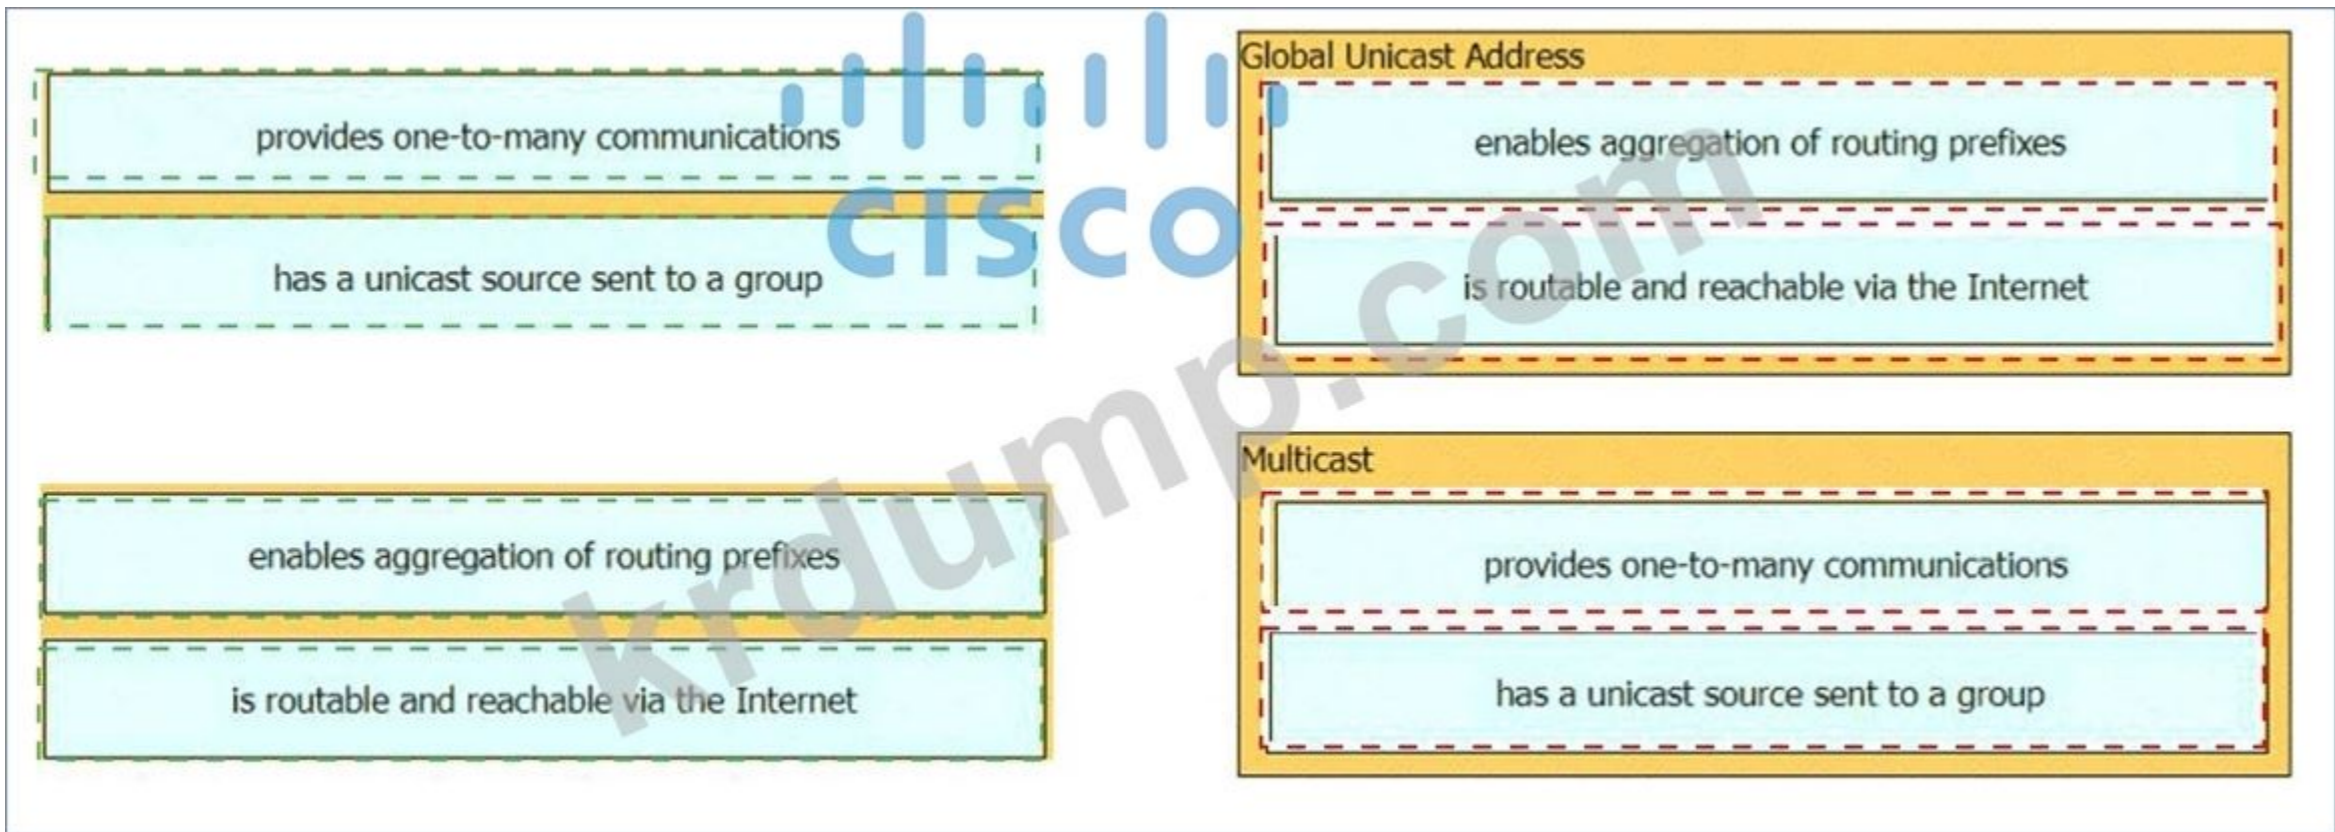 provides one-to-many communications
has a unicast source sent to a group
enables aggregation of routing prefixes
is routable and reachable via the Internet
CISCO
Global Unicast Address
enables aggregation of routing prefixes
is routable and reachable via the Internet
Multicast
provides one-to-many communications
has a unicast source sent to a group
krdump.com